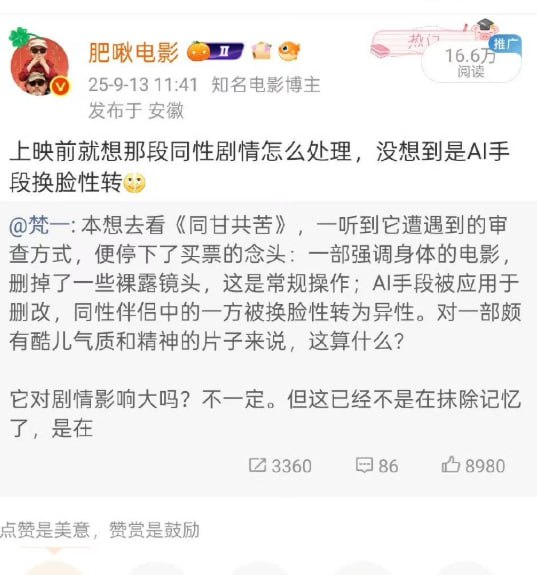 热门
推广
肥啾电影 II
16.6万
阅读
25-9-13 11:41 知名电影博主
发布于 安徽
上映前就想那段同性剧情怎么处理，没想到是AI手
段换脸性转
@梵一: 本想去看《同甘共苦》，一听到它遭遇到的审
查方式，便停下了买票的念头：一部强调身体的电影，
删掉了一些裸露镜头，这是常规操作；AI手段被应用于
删改，同性伴侣中的一方被换脸性转为异性。对一部颇
有酷儿气质和精神的片子来说，这算什么？
它对剧情影响大吗？不一定。但这已经不是在抹除记忆
了，是在
3360 86 8980
点赞是美意，赞赏是鼓励